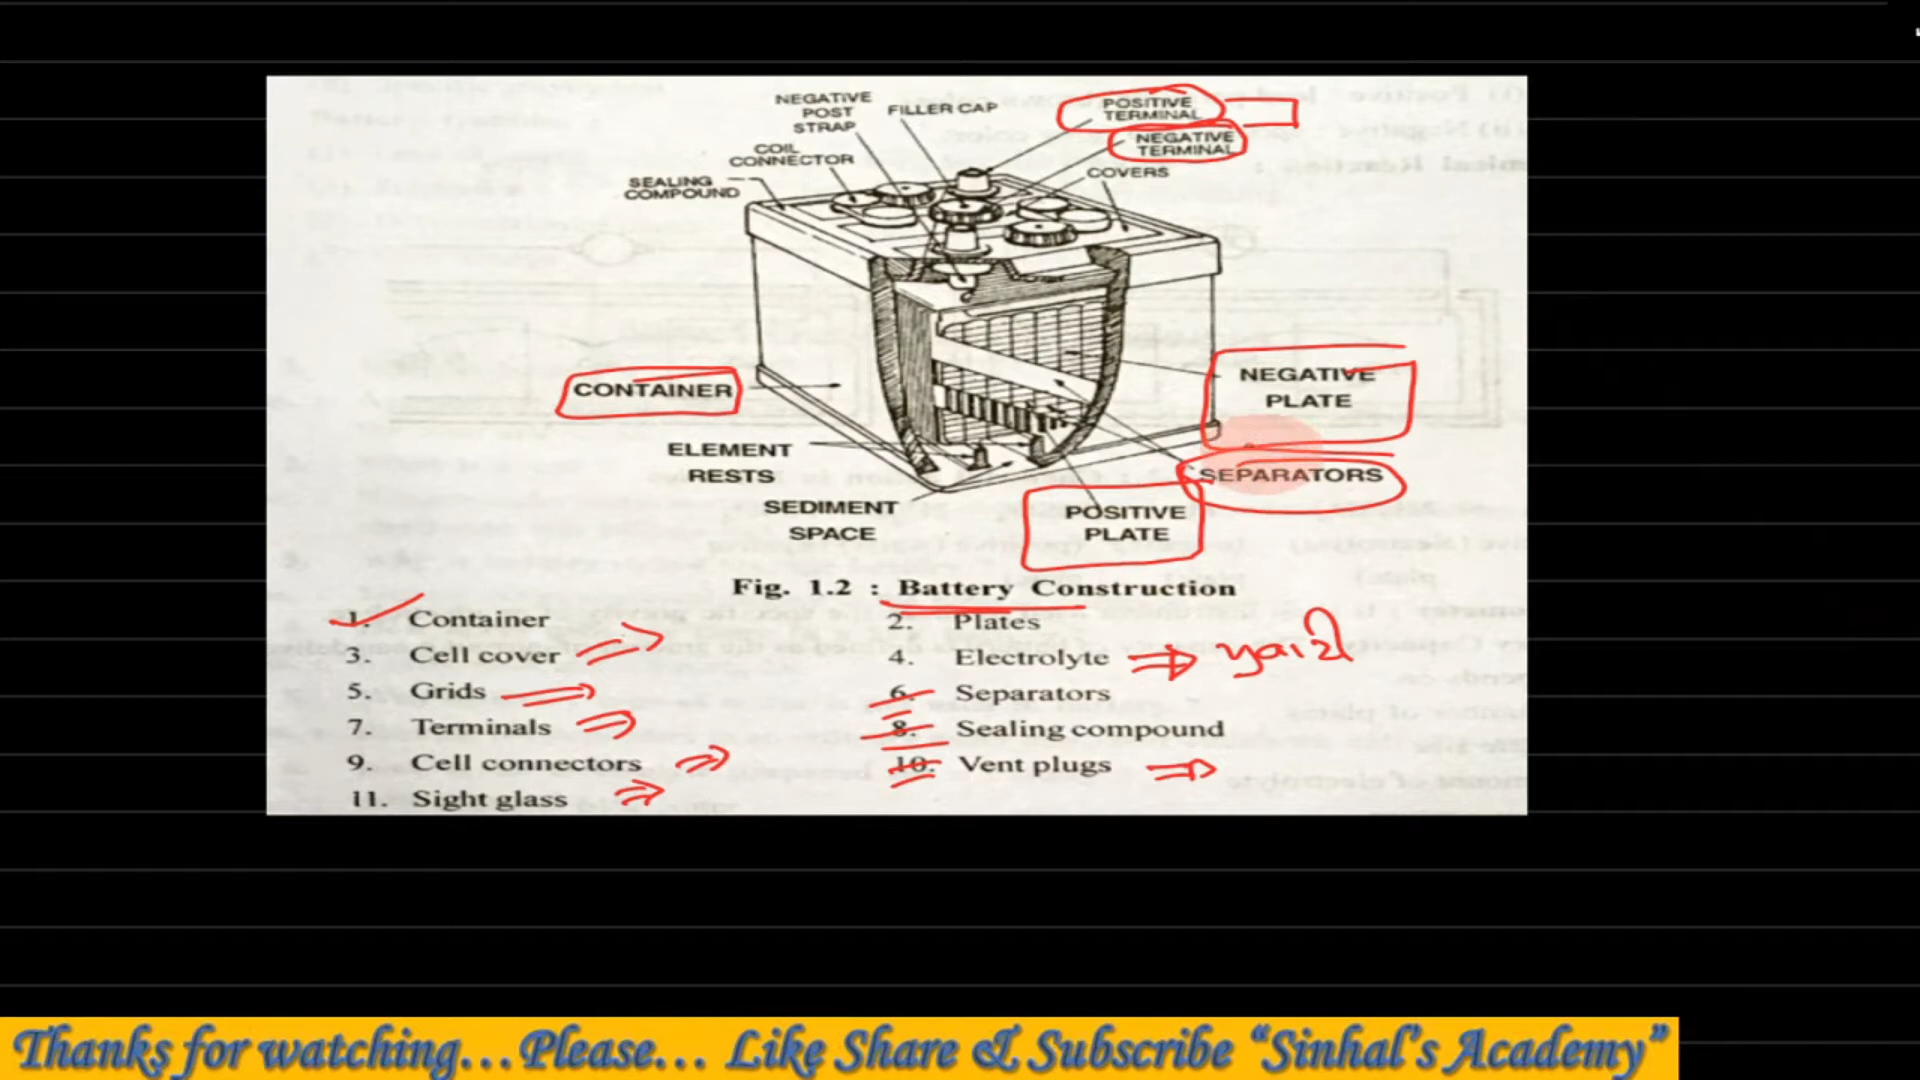 NEGATIVE
POST
STRAP
FILLER CAP
POSITIVE
TERMINAL
NEGATIVE
TERMINAL
COIL
CONNECTOR
COVERS
SEALING
COMPOUND
CONTAINER
NEGATIVE
PLATE
ELEMENT
RESTS
SEPARATORS
SEDIMENT
SPACE
POSITIVE
PLATE
Fig. 1.2 : Battery Construction
1. Container
2. Plates
3. Cell cover
4. Electrolyte
5. Grids
6. Separators
7. Terminals
8. Sealing compound
9. Cell connectors
10. Vent plugs
11. Sight glass
Thanks for watching...Please... Like Share & Subscribe “Sinhal's Academy”